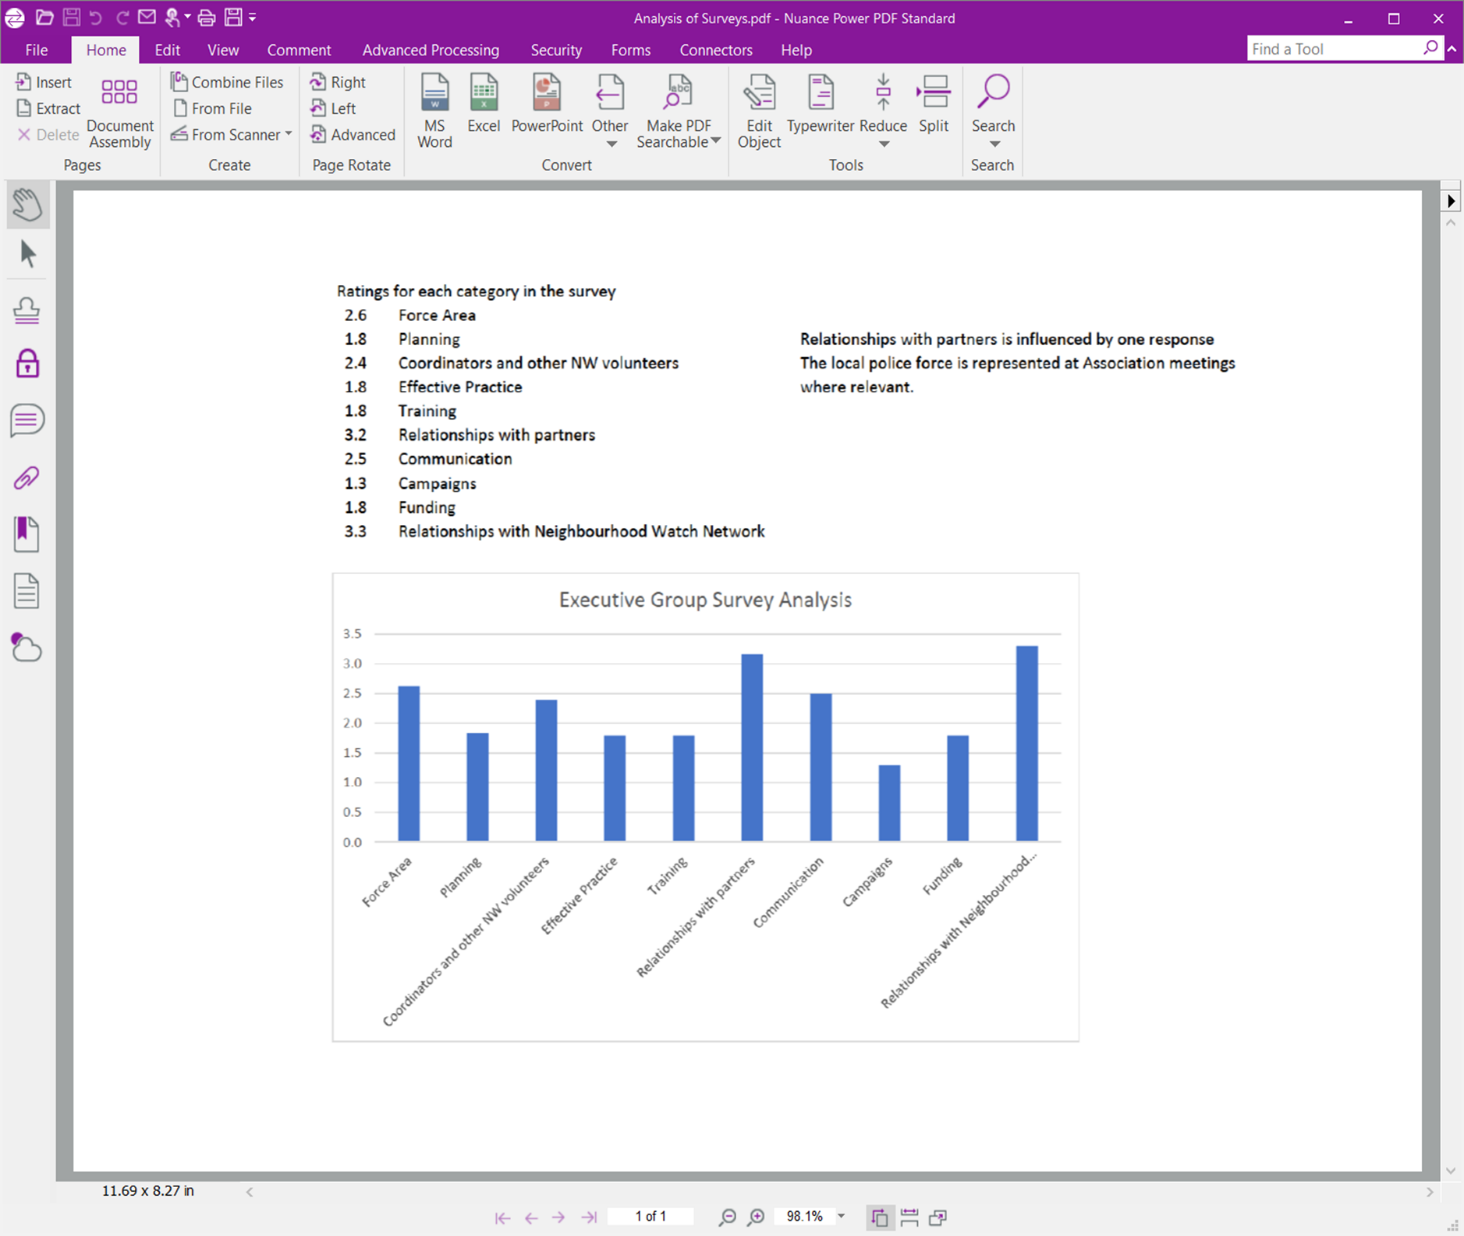 Analysis of Surveys.pdf - Nuance Power PDF Standard
File Home Edit View Comment Advanced Processing Security Forms Connectors Help
Find a Tool
Insert
Extract
Delete
Document Assembly
Pages
Combine Files
From File
From Scanner
Create
Right
Left
Advanced
Page Rotate
MS Word
Excel
PowerPoint
Other
Make PDF Searchable
Convert
Edit Object
Typewriter
Reduce
Split
Tools
Search
Search
Ratings for each category in the survey
2.6 Force Area
1.8 Planning
2.4 Coordinators and other NW volunteers
1.8 Effective Practice
1.8 Training
3.2 Relationships with partners
2.5 Communication
1.3 Campaigns
1.8 Funding
3.3 Relationships with Neighbourhood Watch Network
Relationships with partners is influenced by one response
The local police force is represented at Association meetings
where relevant.
Executive Group Survey Analysis
3.5
3.0
2.5
2.0
1.5
1.0
0.5
0.0
Force Area
Planning
Coordinators and other NW volunteers
Effective Practice
Training
Relationships with partners
Communication
Campaigns
Funding
Relationships with Neighbourhood...
11.69 x 8.27 in
1 of 1
98.1%